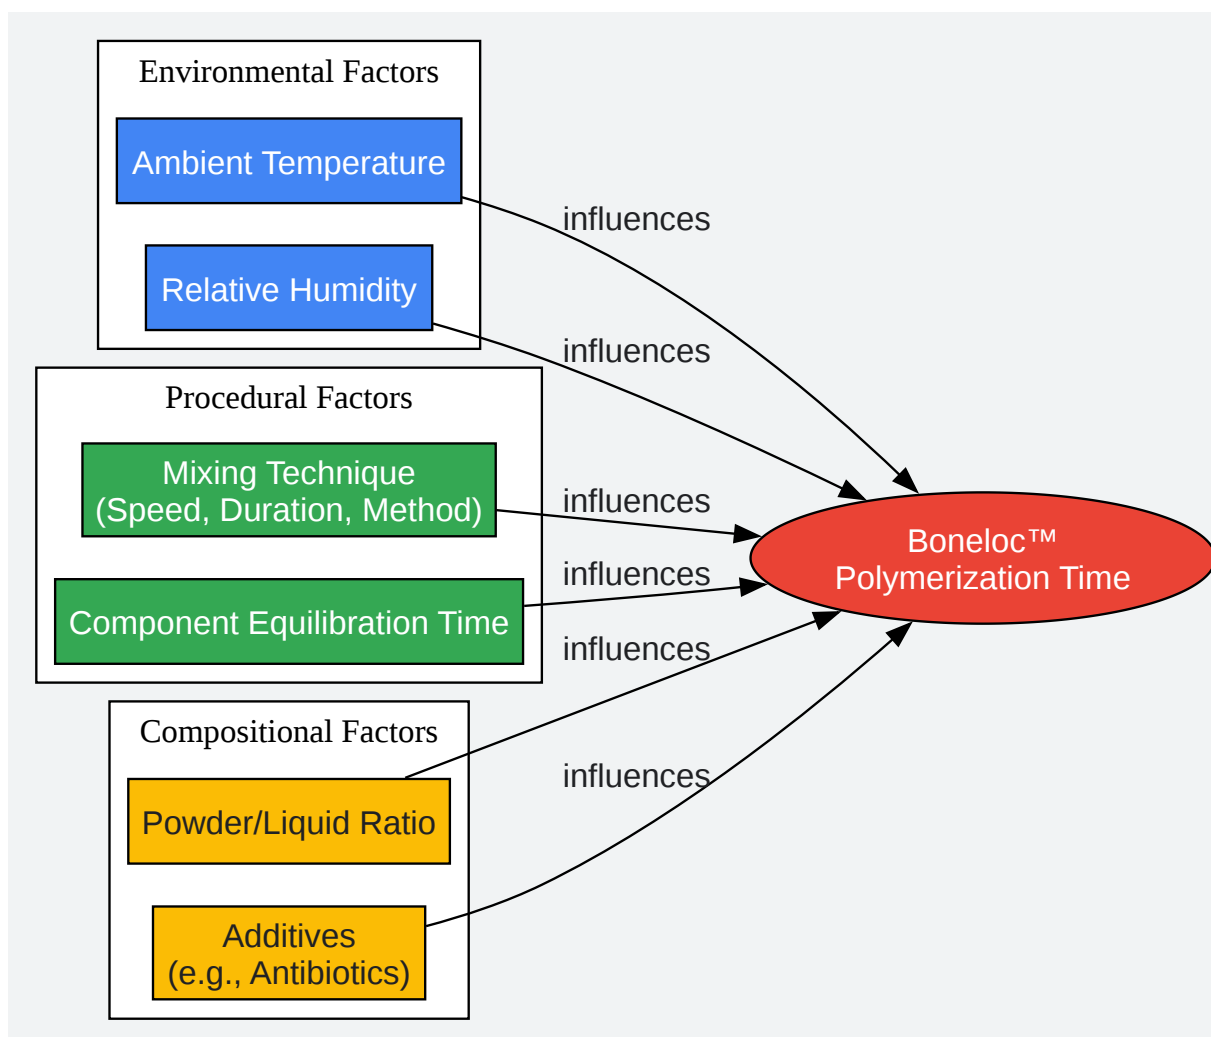 Environmental Factors
Ambient Temperature
influences
Relative Humidity
influences
Procedural Factors
Mixing Technique
(Speed, Duration, Method)
influences
Component Equilibration Time
influences
Boneloc™
Polymerization Time
Compositional Factors
influences
Powder/Liquid Ratio
influences
Additives
(e.g., Antibiotics)